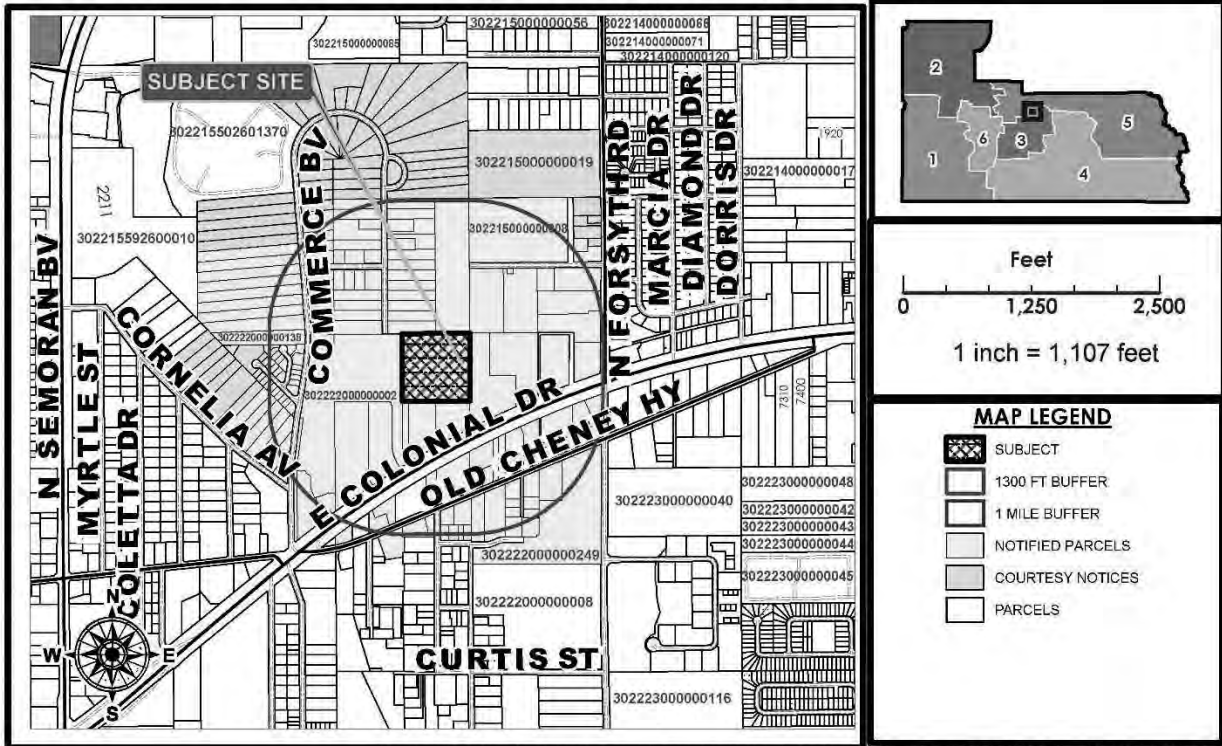 302215000000056
302214000000066
302214000000071
302214000000120
302215000000085
SUBJECT SITE
302215502601370
1920
302215000000019
302214000000017
2211
302215592600010
N SEMORAN BV
COMMERCE BV
N FORSYTH RD
MARCIA DR
DIAMOND DR
DORRIS DR
MYRTLE ST
COLETTA DR
CORNELIA AV
302222000000138
302222000000002
E COLONIAL DR
OLD CHENEY HY
7310
7400
302223000000040
302223000000048
302223000000042
302223000000043
302223000000044
302223000000045
302222000000249
302222000000008
CURTIS ST
302223000000116
N
W
E
S
2
1
6
3
5
4
Feet
0 1,250 2,500
1 inch = 1,107 feet
MAP LEGEND
SUBJECT
1300 FT BUFFER
1 MILE BUFFER
NOTIFIED PARCELS
COURTESY NOTICES
PARCELS